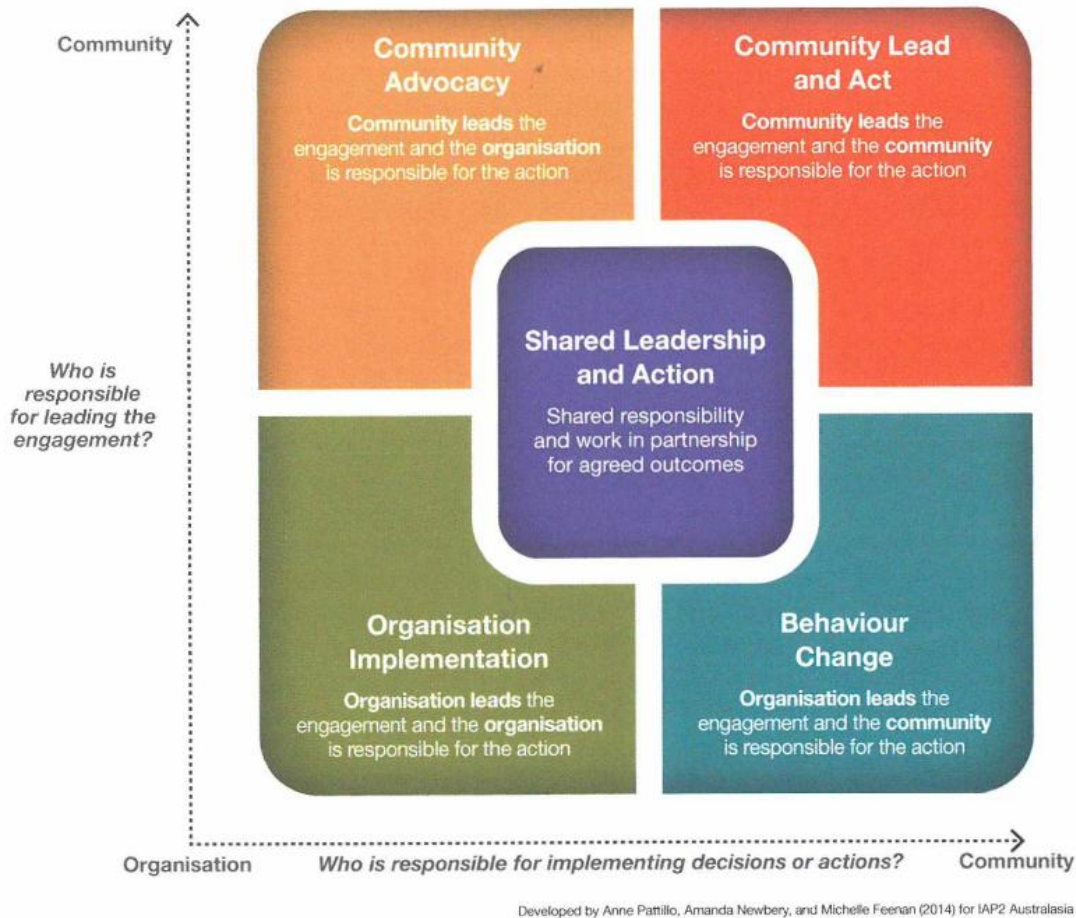 Community
Community
Advocacy
Community leads the
engagement and the organisation
is responsible for the action
Community Lead
and Act
Community leads the
engagement and the community
is responsible for the action
Who is
responsible
for leading the
engagement?
Shared Leadership
and Action
Shared responsibility
and work in partnership
for agreed outcomes
Organisation
Implementation
Organisation leads the
engagement and the organisation
is responsible for the action
Behaviour
Change
Organisation leads the
engagement and the community
is responsible for the action
Organisation
Who is responsible for implementing decisions or actions?
Community
Developed by Anne Pattillo, Amanda Newbery, and Michelle Feenan (2014) for IAP2 Australasia